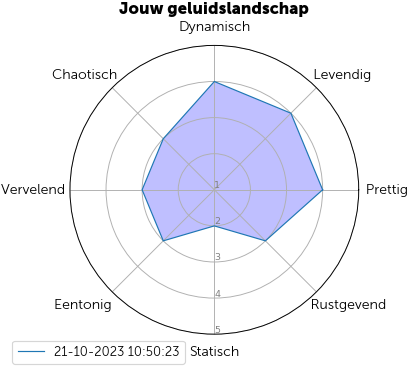 Jouw geluidslandschap
Dynamisch
Chaotisch
Levendig
Vervelend
1
Prettig
2
3
4
Eentonig
Rustgevend
5
21-10-2023 10:50:23
Statisch